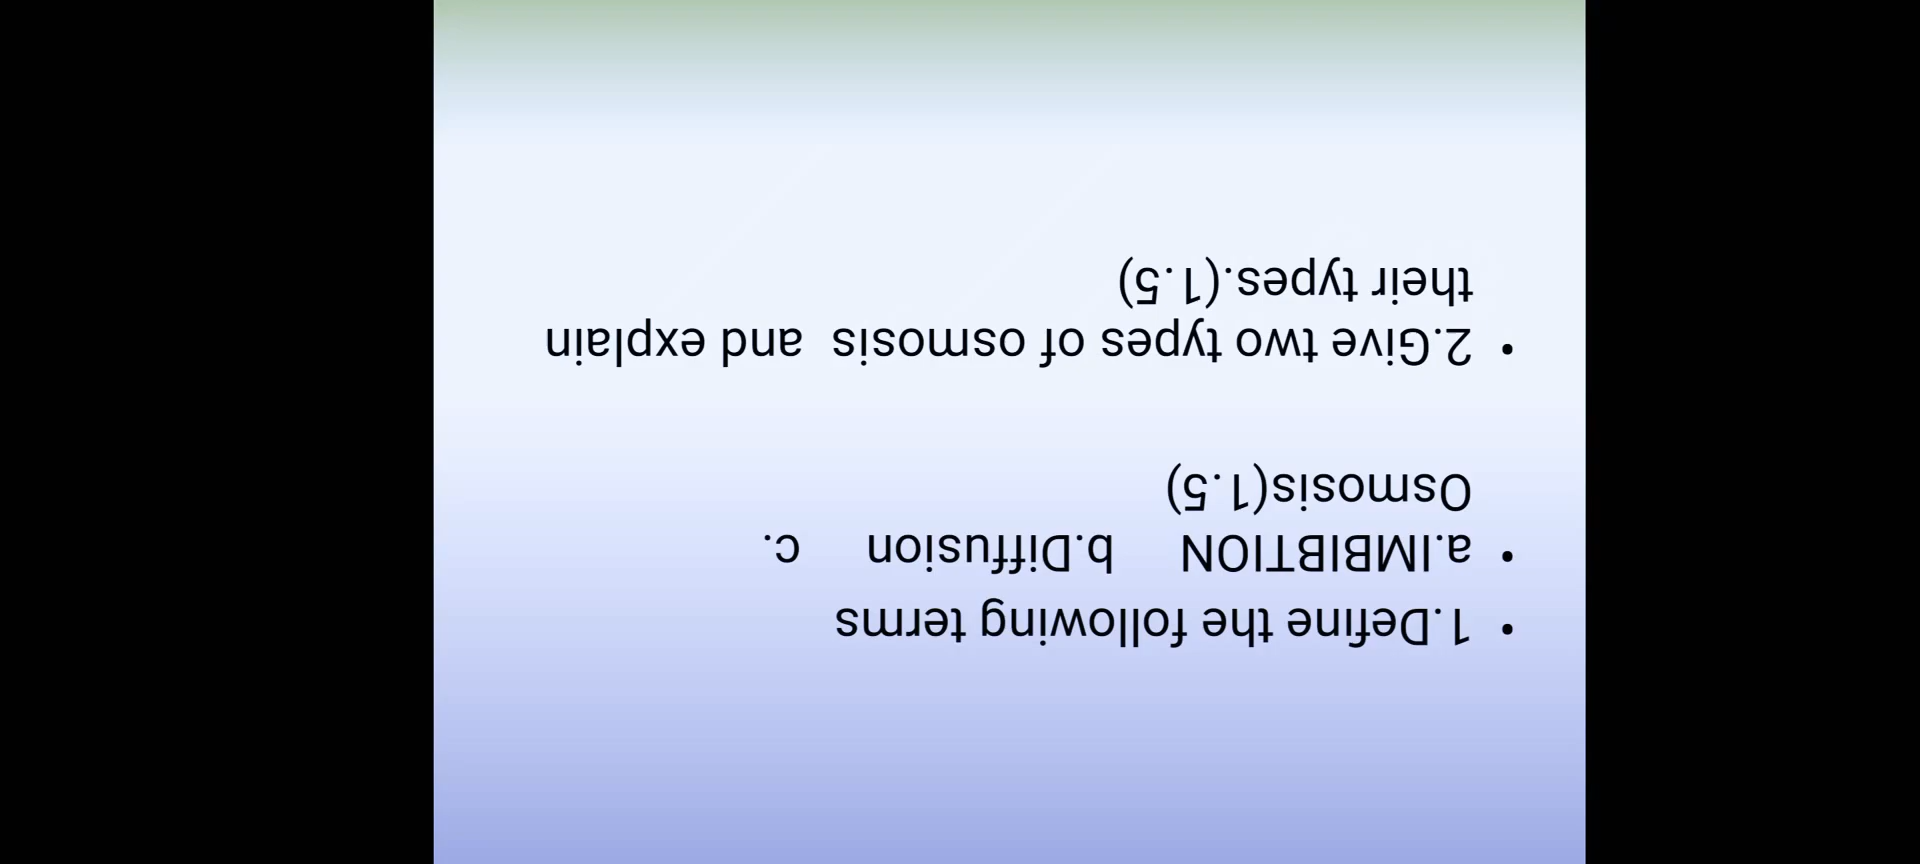 • 1.Define the following terms
• a.IMBIBTION b.Diffusion c.
Osmosis(1.5)
• 2.Give two types of osmosis and explain
their types.(1.5)